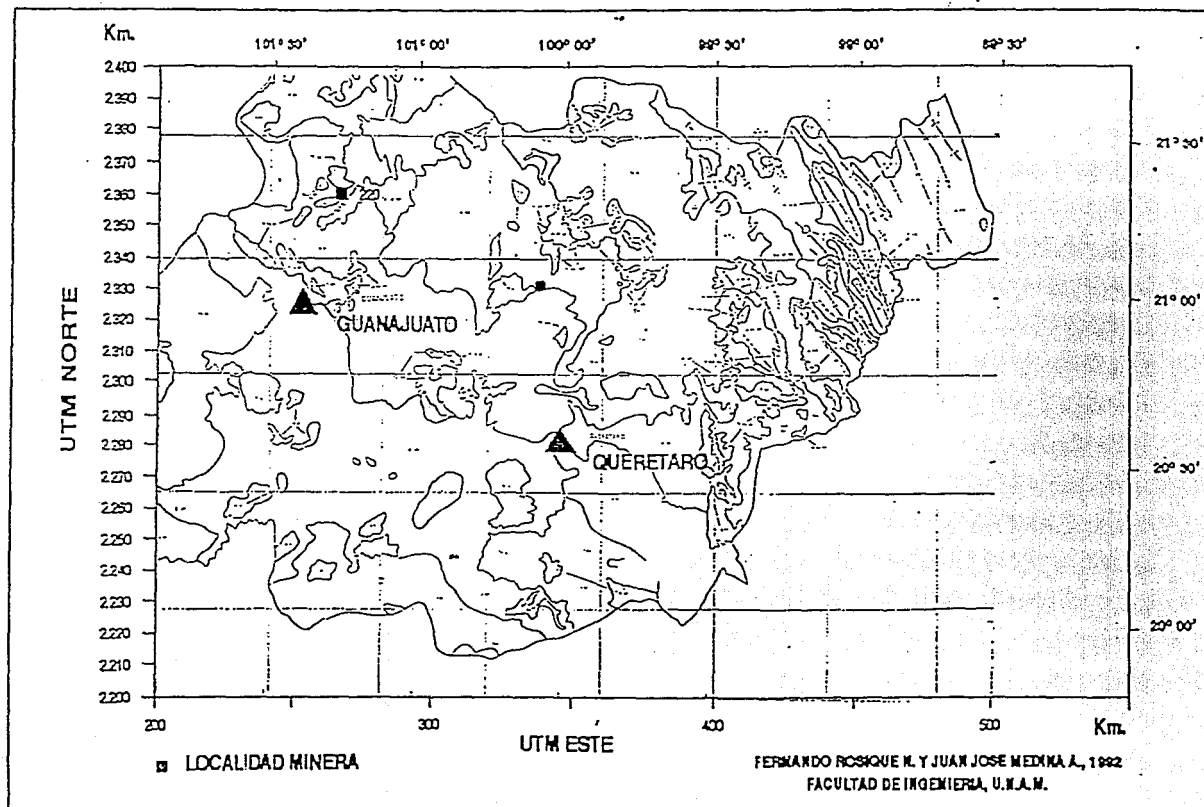 Km.
101° 30' 101° 00' 100° 00' 99° 30' 99° 00' 98° 30'
2.400
2.390
2.380
2.370
2.360
2.350
2.340
2.330
2.320
2.310
2.300
2.290
2.280
2.270
2.260
2.250
2.240
2.230
2.220
2.210
2.200
UTM NORTE
21° 30'
21° 00'
20° 30'
20° 00'
GUANAJUATO
QUERETARO
200 300 400 500 Km.
UTM ESTE
LOCALIDAD MINERA
FERNANDO ROSIQUE N. Y JUAN JOSE MEDINA A., 1992
FACULTAD DE INGENIERIA, U.N.A.M.